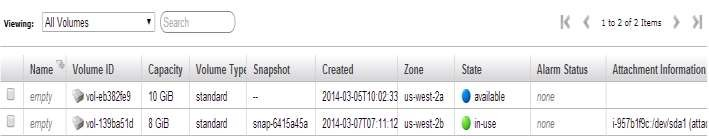 Viewing: All Volumes Search 1 to 2 of 2 Items
Name Volume ID Capacity Volume Type Snapshot Created Zone State Alarm Status Attachment Information
empty vol-eb382fe9 10 GiB standard -- 2014-03-05T10:02:33 us-west-2a available none
empty vol-139ba51d 8 GiB standard snap-6415a45a 2014-03-07T07:11:12 us-west-2b in-use none i-957b1f9c:/dev/sda1 (attac